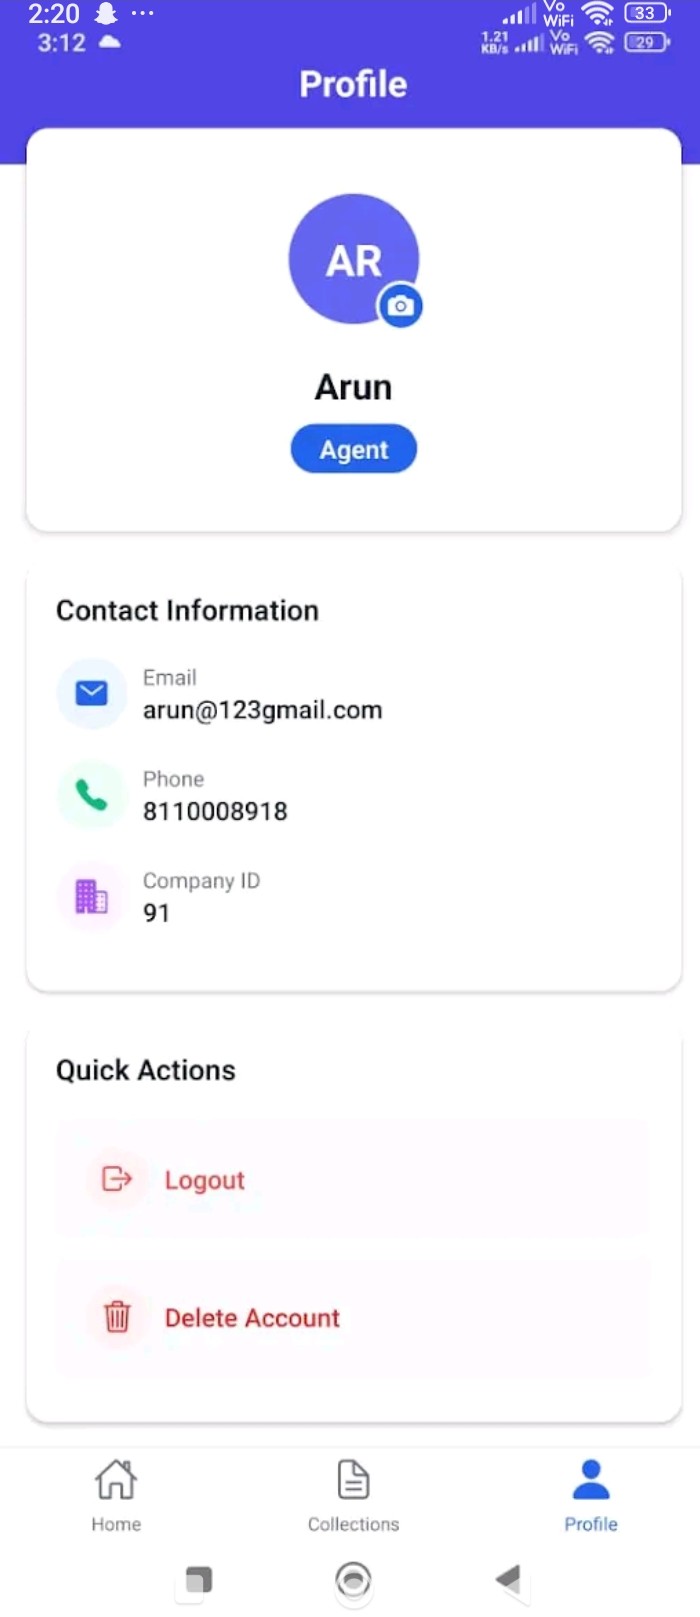 2:20 ... Vo WiFi 33
3:12 1.21 KB/s Vo WiFi 29
Profile
AR
Arun
Agent
Contact Information
Email
arun@123gmail.com
Phone
8110008918
Company ID
91
Quick Actions
Logout
Delete Account
Home Collections Profile